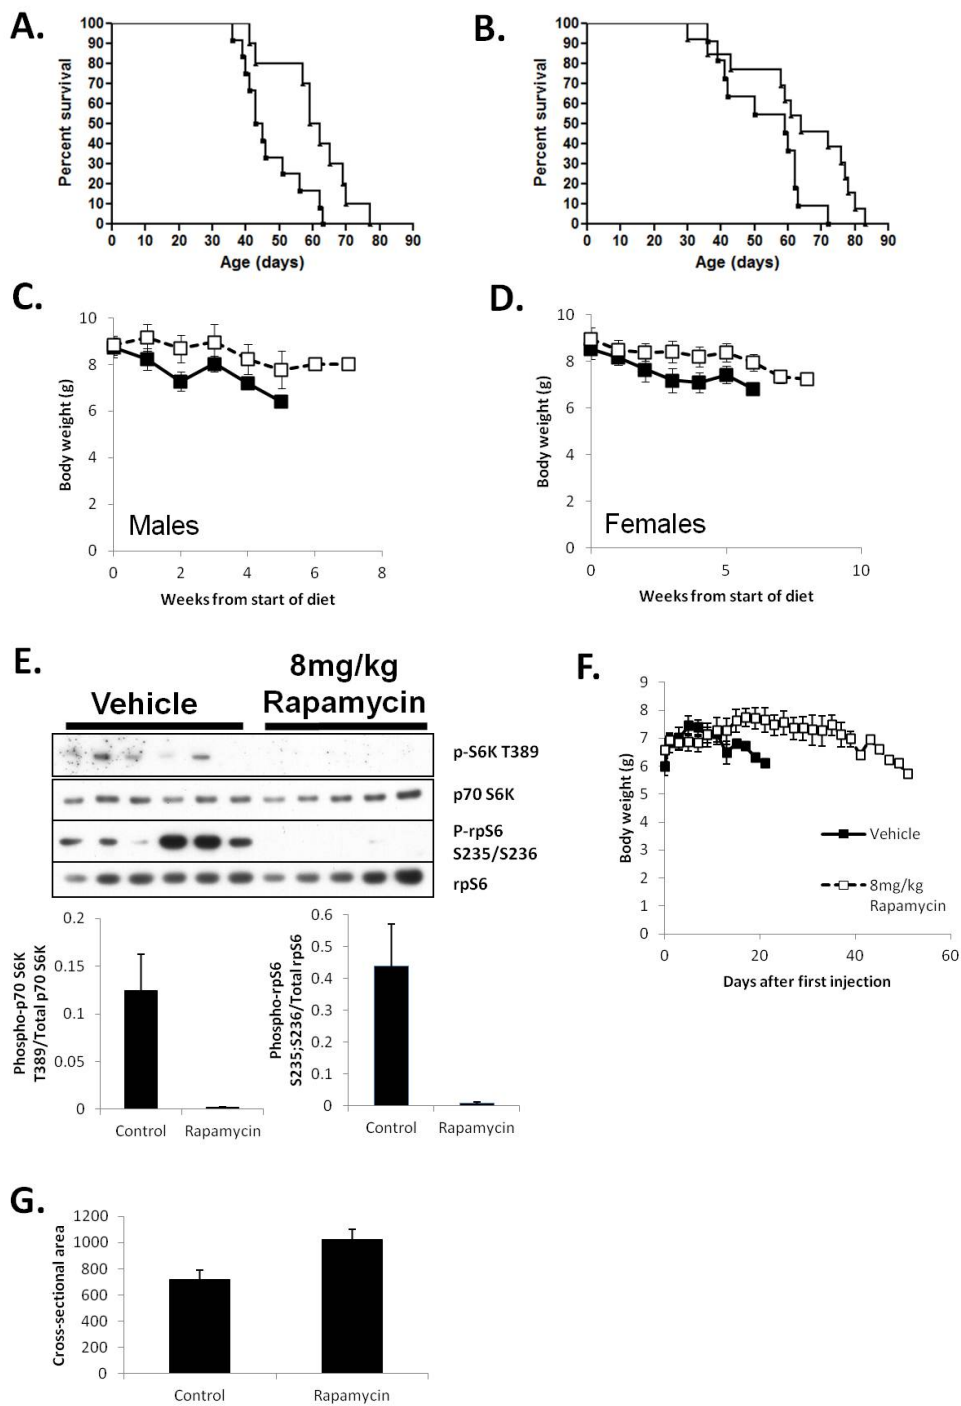 A.
100
90
80
70
60
50
40
30
20
10
0
Percent survival
0 10 20 30 40 50 60 70 80 90
Age (days)
B.
100
90
80
70
60
50
40
30
20
10
0
Percent survival
0 10 20 30 40 50 60 70 80 90
Age (days)
C.
10
8
6
4
2
0
Body weight (g)
Males
0 2 4 6 8
Weeks from start of diet
D.
10
8
6
4
2
0
Body weight (g)
Females
0 5 10
Weeks from start of diet
E.
Vehicle
8mg/kg
Rapamycin
p-S6K T389
p70 S6K
P-rpS6
S235/S236
rpS6
Phospho-p70 S6K
T389/Total p70 S6K
0.2
0.15
0.1
0.05
0
Control Rapamycin
Phospho-rpS6
S235;S236/Total rpS6
0.6
0.5
0.4
0.3
0.2
0.1
0
Control Rapamycin
F.
9
8
7
6
5
4
3
2
1
0
Body weight (g)
Vehicle
8mg/kg
Rapamycin
0 20 40 60
Days after first injection
G.
1200
1000
800
600
400
200
0
Cross-sectional area
Control Rapamycin